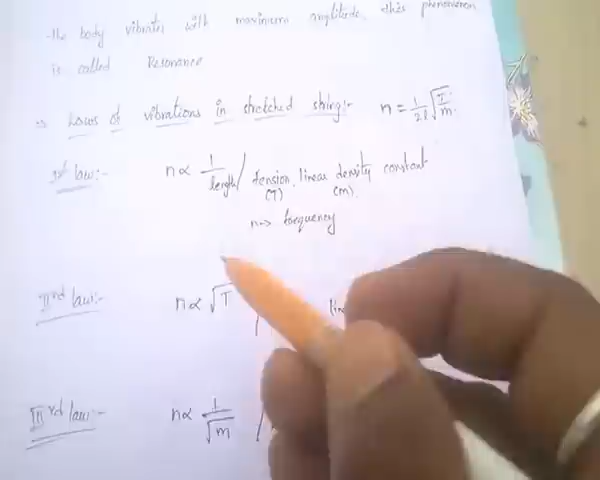 the body vibrates with maximum amplitude, this phenomenon
is called Resonance
⇒ Laws of vibrations in stretched string:- n = 1/2l √T/m.
Ist law:- n ∝ 1/length / tension, linear density constant
(T) (m)
n → frequency
IInd law:- n ∝ √T / lin
IIIrd law:- n ∝ 1/√m /